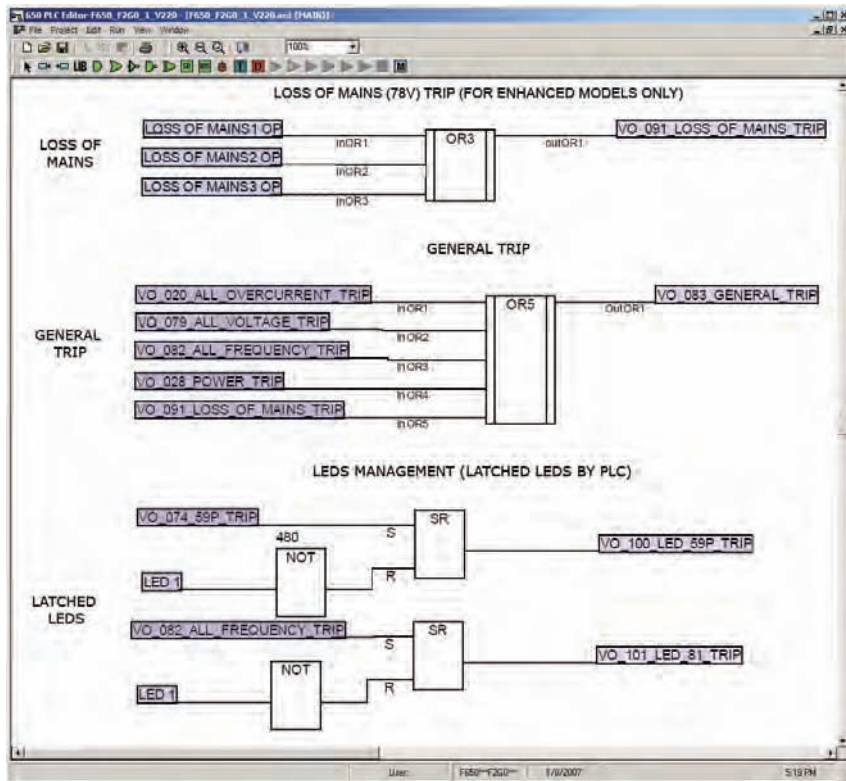 650 PLC Editor F650_F2G0_1_V220 - [F650_F2G0_1_V220.aut [MAIN]]
File Project Edit Run View Window
100%
LIB
LOSS OF MAINS (78V) TRIP (FOR ENHANCED MODELS ONLY)
LOSS OF MAINS1 OP
VO_091_LOSS_OF_MAINS_TRIP
LOSS OF
MAINS
inOR1
OR3
outOR1
LOSS OF MAINS2 OP
inOR2
LOSS OF MAINS3 OP
inOR3
GENERAL TRIP
VO_020_ALL_OVERCURRENT_TRIP
OR5
VO_083_GENERAL_TRIP
InOR1
OutOR1
VO_079_ALL_VOLTAGE_TRIP
GENERAL
TRIP
InOR2
VO_082_ALL_FREQUENCY_TRIP
InOR3
VO_028_POWER_TRIP
InOR4
VO_091_LOSS_OF_MAINS_TRIP
InOR5
LEDS MANAGEMENT (LATCHED LEDS BY PLC)
VO_074_59P_TRIP
SR
S
480
NOT
VO_100_LED_59P_TRIP
LED 1
R
LATCHED
LEDS
VO_082_ALL_FREQUENCY_TRIP
SR
S
NOT
VO_101_LED_81_TRIP
LED 1
R
User:
1/9/2007
5:19 PM